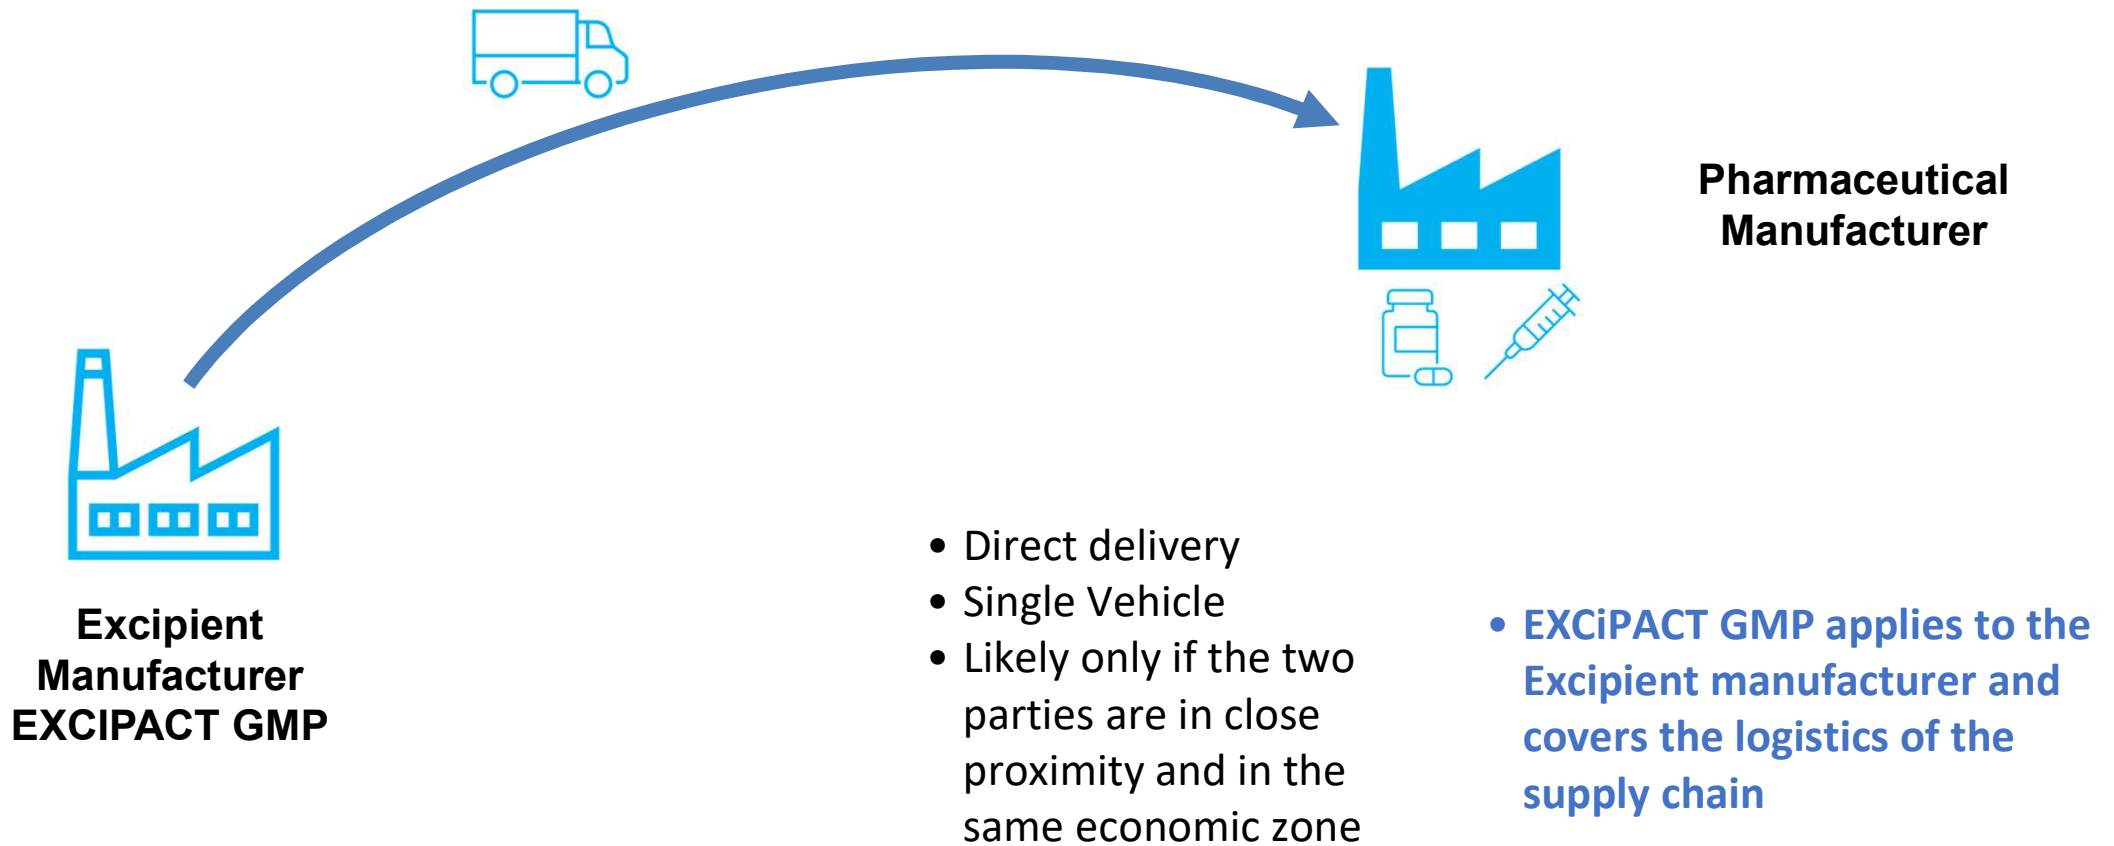 Pharmaceutical
Manufacturer
Excipient
Manufacturer
EXCIPACT GMP
• Direct delivery
• Single Vehicle
• Likely only if the two
parties are in close
proximity and in the
same economic zone
• EXCiPACT GMP applies to the
Excipient manufacturer and
covers the logistics of the
supply chain